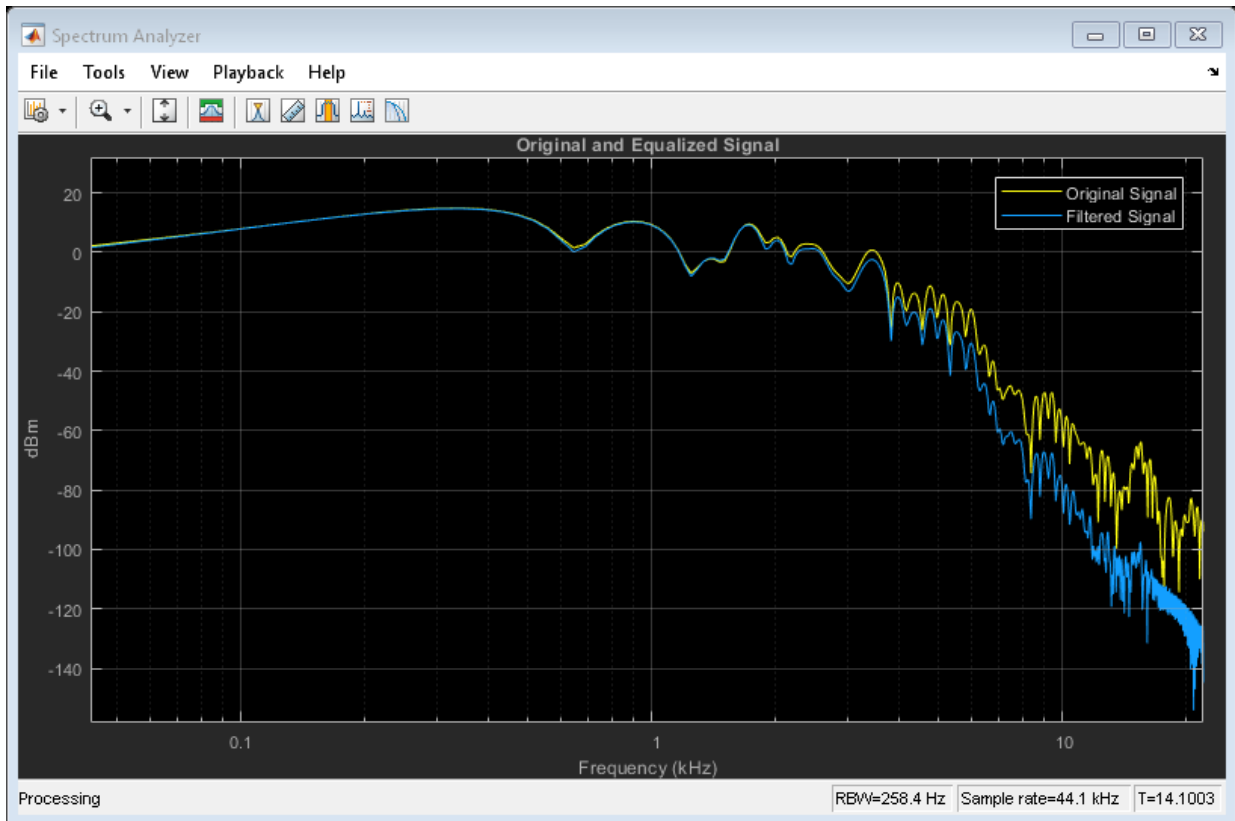 Spectrum Analyzer
File Tools View Playback Help
Original and Equalized Signal
Original Signal
Filtered Signal
20
0
-20
-40
-60
-80
-100
-120
-140
dBm
0.1 1 10
Frequency (kHz)
Processing RBW=258.4 Hz Sample rate=44.1 kHz T=14.1003